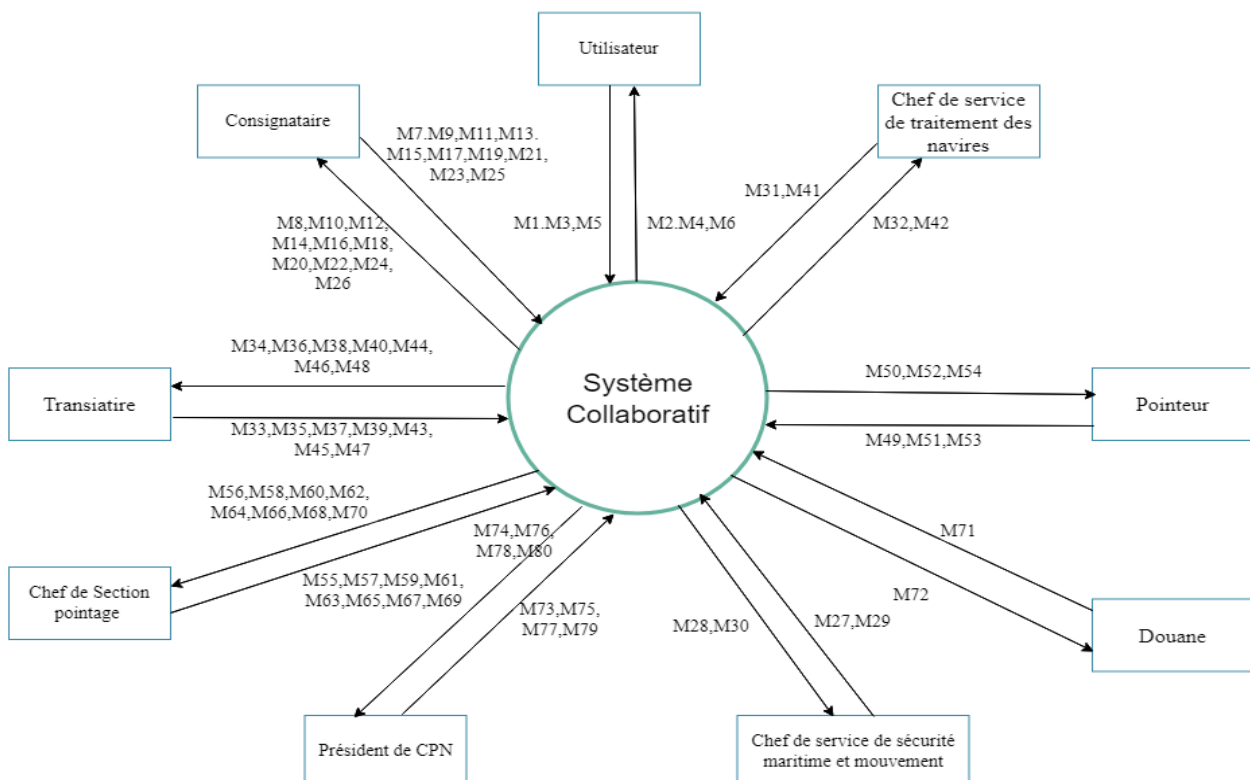 Utilisateur
Consignataire
Chef de service
de traitement des
navires
M7.M9,M11,M13.
M15,M17,M19,M21,
M23,M25
M8,M10,M12,
M14,M16,M18,
M20,M22,M24,
M26
M1.M3,M5
M2.M4,M6
M31,M41
M32,M42
M34,M36,M38,M40,M44,
M46,M48
Transiatire
M33,M35,M37,M39,M43,
M45,M47
Système
Collaboratif
M50,M52,M54
Pointeur
M49,M51,M53
M56,M58,M60,M62,
M64,M66,M68,M70
Chef de Section
pointage
M55,M57,M59,M61,
M63,M65,M67,M69
M74,M76,
M78,M80
M73,M75,
M77,M79
M28,M30
M27,M29
M71
M72
Douane
Président de CPN
Chef de service de sécurité
maritime et mouvement